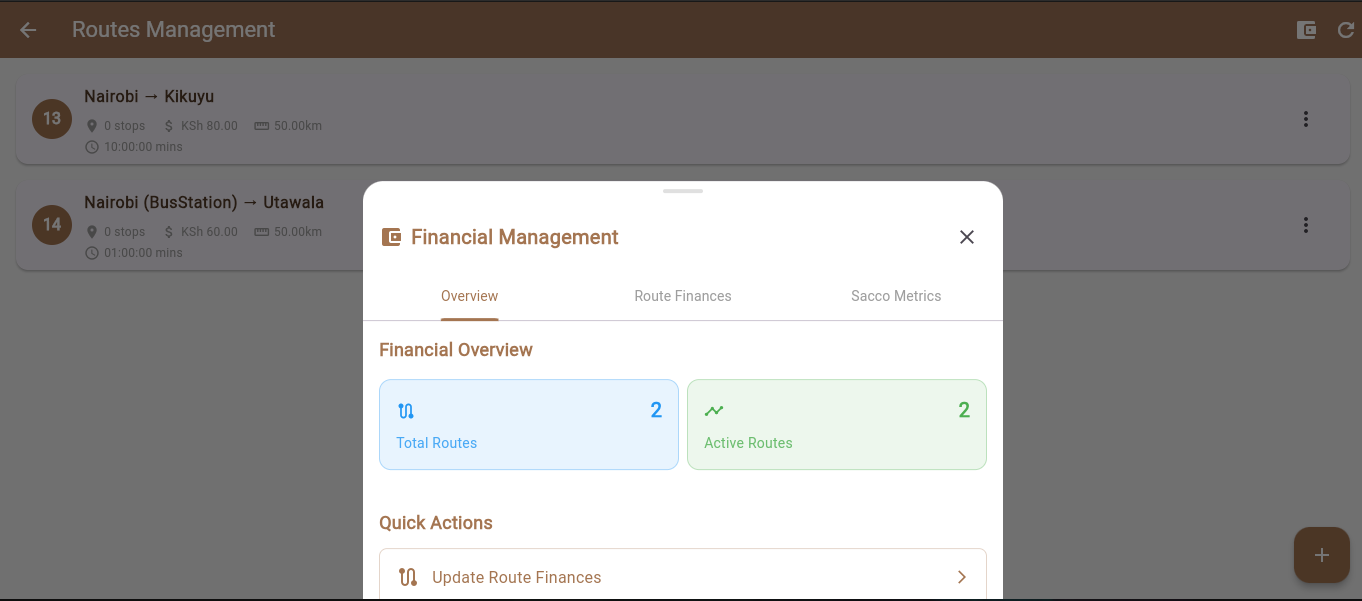 Routes Management
13
Nairobi → Kikuyu
0 stops $ KSh 80.00 50.00km
10:00:00 mins
14
Nairobi (BusStation) → Utawala
0 stops $ KSh 60.00 50.00km
01:00:00 mins
Financial Management
Overview Route Finances Sacco Metrics
Financial Overview
2
Total Routes
2
Active Routes
Quick Actions
Update Route Finances